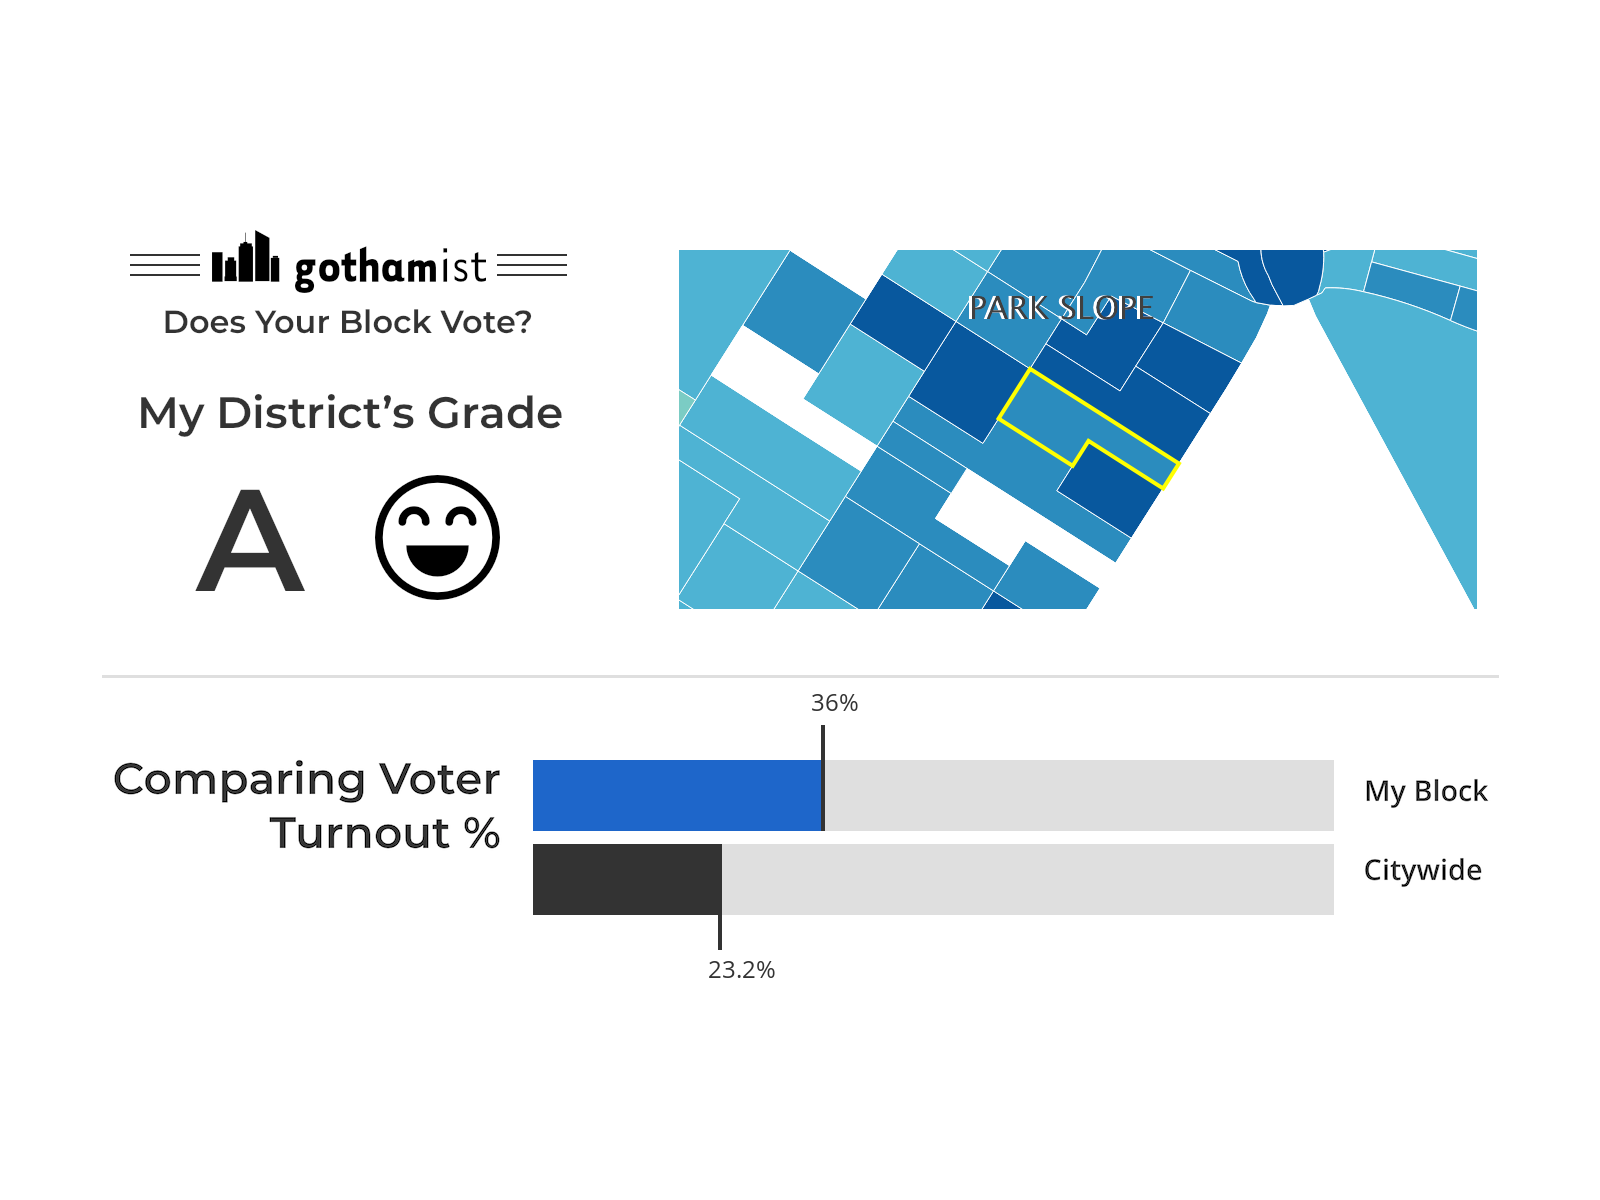 gothamist
Does Your Block Vote?
My District’s Grade
A
PARK SLOPE
36%
Comparing Voter
Turnout %
My Block
Citywide
23.2%